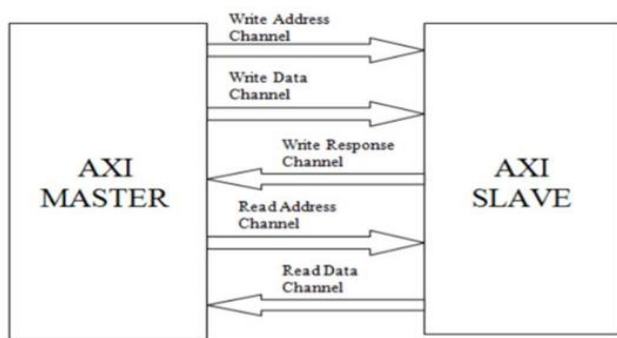 Write Address
Channel
Write Data
Channel
Write Response
Channel
AXI
MASTER
AXI
SLAVE
Read Address
Channel
Read Data
Channel